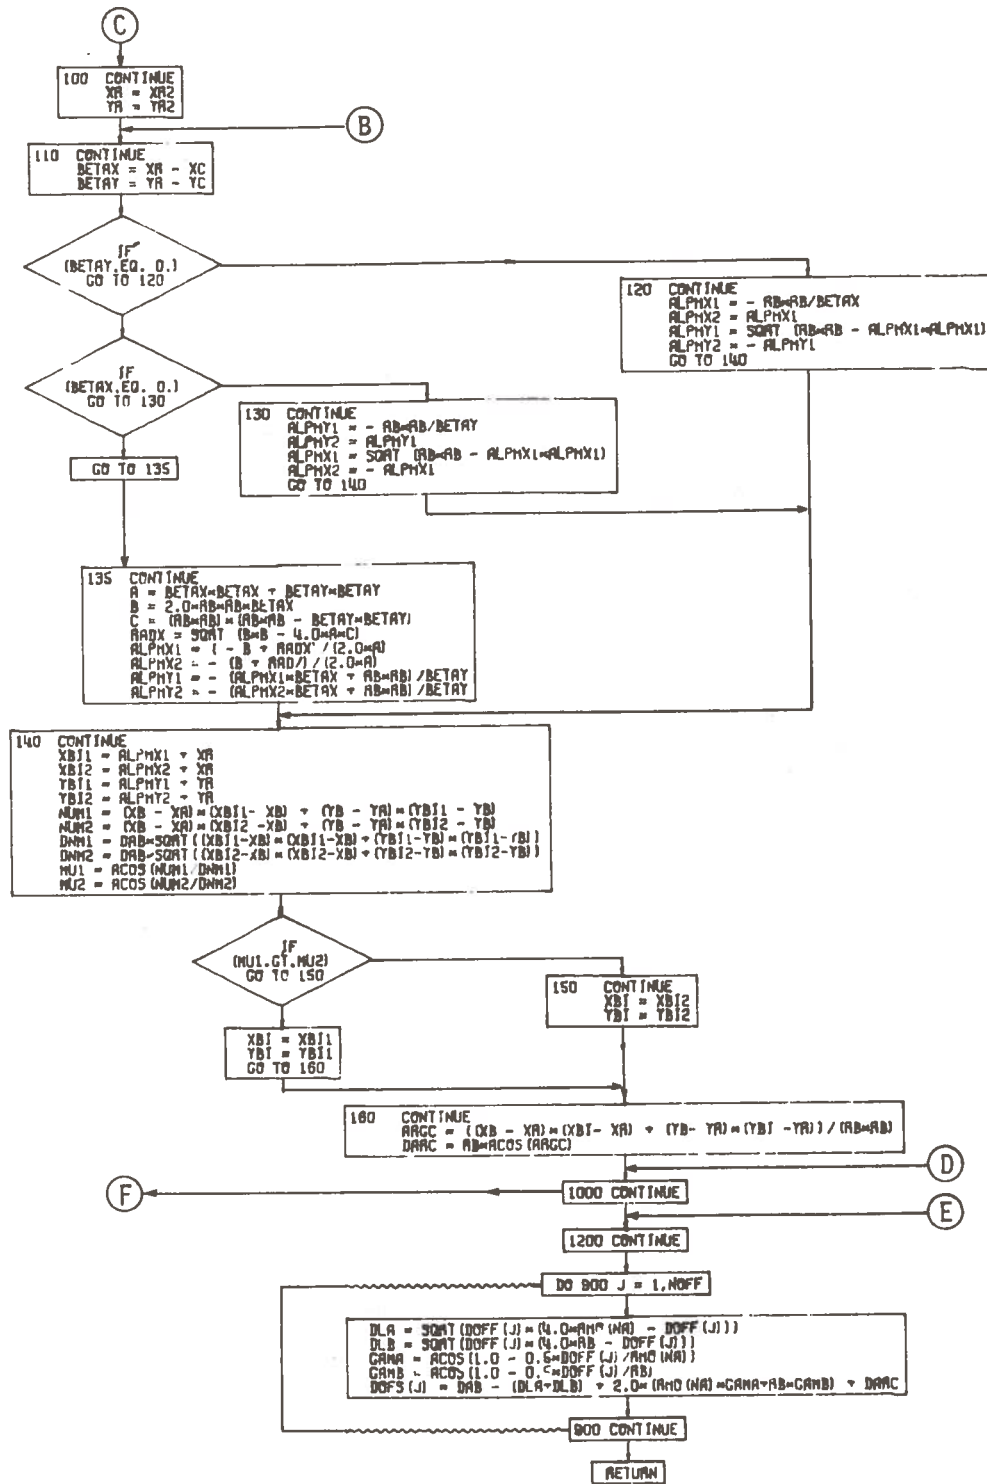 C
100 CONTINUE
XA = XA2
YA = YA2
B
110 CONTINUE
BETAX = XA - XC
BETAY = YA - YC
IF
(BETAY.EQ. 0.)
GO TO 120
120 CONTINUE
ALPHX1 = - AB*AB/BETAX
ALPHX2 = ALPHX1
ALPHY1 = SQRT (AB*AB - ALPHX1*ALPHX1)
ALPHY2 = - ALPHY1
GO TO 140
IF
(BETAX.EQ. 0.)
GO TO 130
130 CONTINUE
ALPHY1 = - AB*AB/BETAY
ALPHY2 = ALPHY1
ALPHX1 = SQRT (AB*AB - ALPHX1*ALPHX1)
ALPHX2 = - ALPHX1
GO TO 140
GO TO 135
135 CONTINUE
A = BETAX*BETAX + BETAY*BETAY
B = 2.0*AB*AB*BETAX
C = (AB*AB)*(AB*AB - BETAY*BETAY)
RADX = SQRT (B*B - 4.0*A*C)
ALPHX1 = ( - B + RADX) / (2.0*A)
ALPHX2 = - (B + RADX) / (2.0*A)
ALPHY1 = - (ALPHX1*BETAX + AB*AB) /BETAY
ALPHY2 = - (ALPHX2*BETAX + AB*AB) /BETAY
140 CONTINUE
XBI1 = ALPHX1 + XA
XBI2 = ALPHX2 + XA
YBI1 = ALPHY1 + YA
YBI2 = ALPHY2 + YA
NUM1 = (XB - XA)*(XBI1- XB) + (YB - YA)*(YBI1 - YB)
NUM2 = (XB - XA)*(XBI2 -XB) + (YB - YA)*(YBI2 - YB)
DNM1 = DAB*SQRT((XBI1-XB)*(XBI1-XB)+(YBI1-YB)*(YBI1-YB))
DNM2 = DAB*SQRT((XBI2-XB)*(XBI2-XB)+(YBI2-YB)*(YBI2-YB))
MU1 = ACOS(NUM1/DNM1)
MU2 = ACOS(NUM2/DNM2)
IF
(MU1.GT.MU2)
GO TO 150
150 CONTINUE
XBI = XBI2
YBI = YBI2
XBI = XBI1
YBI = YBI1
GO TO 160
160 CONTINUE
ARGC = ((XB - XA)*(XBI- XA) + (YB- YA)*(YBI -YA))/(AB*AB)
DARC = AB*ACOS(ARGC)
D
F
1000 CONTINUE
E
1200 CONTINUE
DO 900 J = 1,NOFF
DLA = SQRT(DOFF(J)*(4.0*RMO(NA) - DOFF(J)))
DLB = SQRT(DOFF(J)*(4.0*AB - DOFF(J)))
GAMA = ACOS(1.0 - 0.5*DOFF(J)/RMO(NA))
GAMB = ACOS(1.0 - 0.5*DOFF(J)/AB)
DOFS(J) = DAB - (DLA+DLB) + 2.0*(RMO(NA)*GAMA+AB*GAMB) + DARC
900 CONTINUE
RETURN